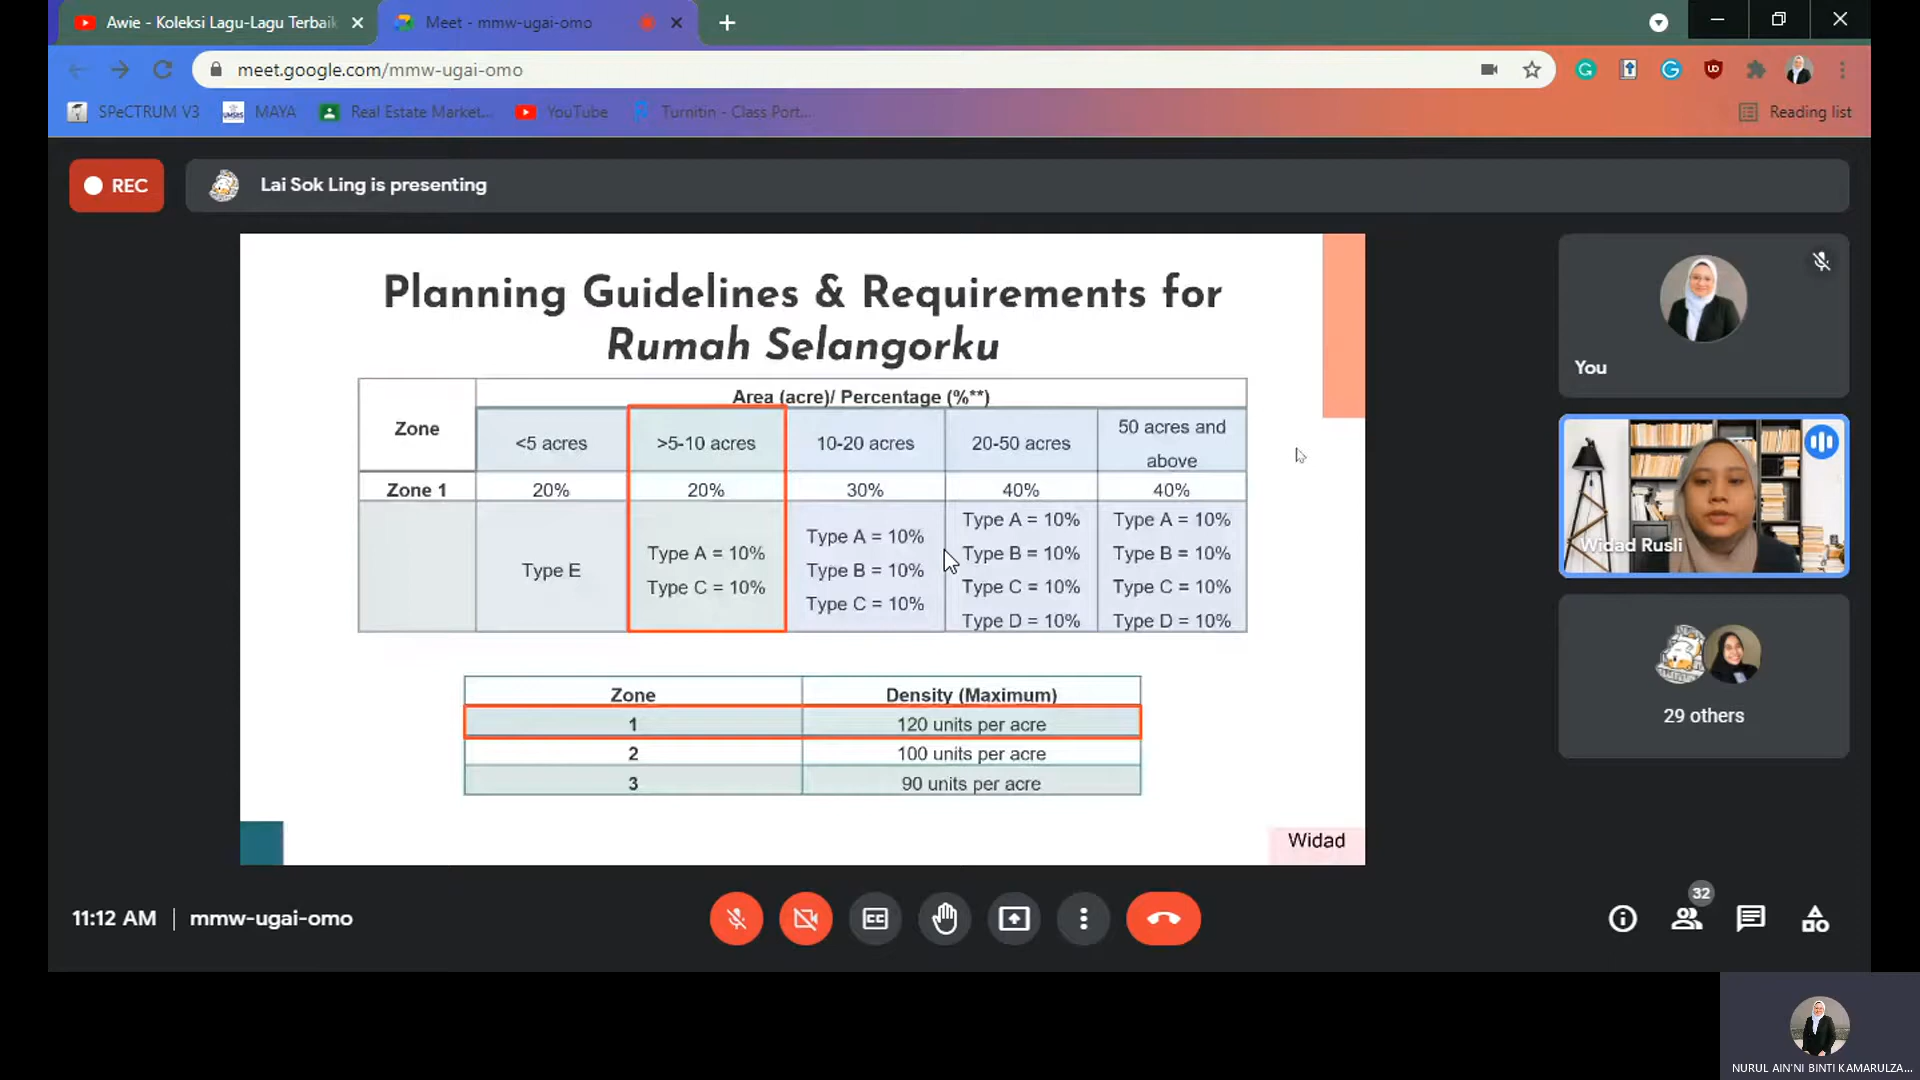 Awie - Koleksi Lagu-Lagu Terbaik
Meet - mmw-ugai-omo
meet.google.com/mmw-ugai-omo
SPeCTRUM V3
MAYA
Real Estate Market...
YouTube
Turnitin - Class Port...
Reading list
REC
Lai Sok Ling is presenting
Planning Guidelines & Requirements for
Rumah Selangorku
Zone
Area (acre)/ Percentage (%**)
<5 acres
>5-10 acres
10-20 acres
20-50 acres
50 acres and
above
Zone 1
20%
20%
30%
40%
40%
Type E
Type A = 10%
Type C = 10%
Type A = 10%
Type B = 10%
Type C = 10%
Type A = 10%
Type B = 10%
Type C = 10%
Type D = 10%
Type A = 10%
Type B = 10%
Type C = 10%
Type D = 10%
Zone
Density (Maximum)
1
120 units per acre
2
100 units per acre
3
90 units per acre
Widad
You
Widad Rusli
29 others
11:12 AM | mmw-ugai-omo
32
NURUL AIN'NI BINTI KAMARULZA...